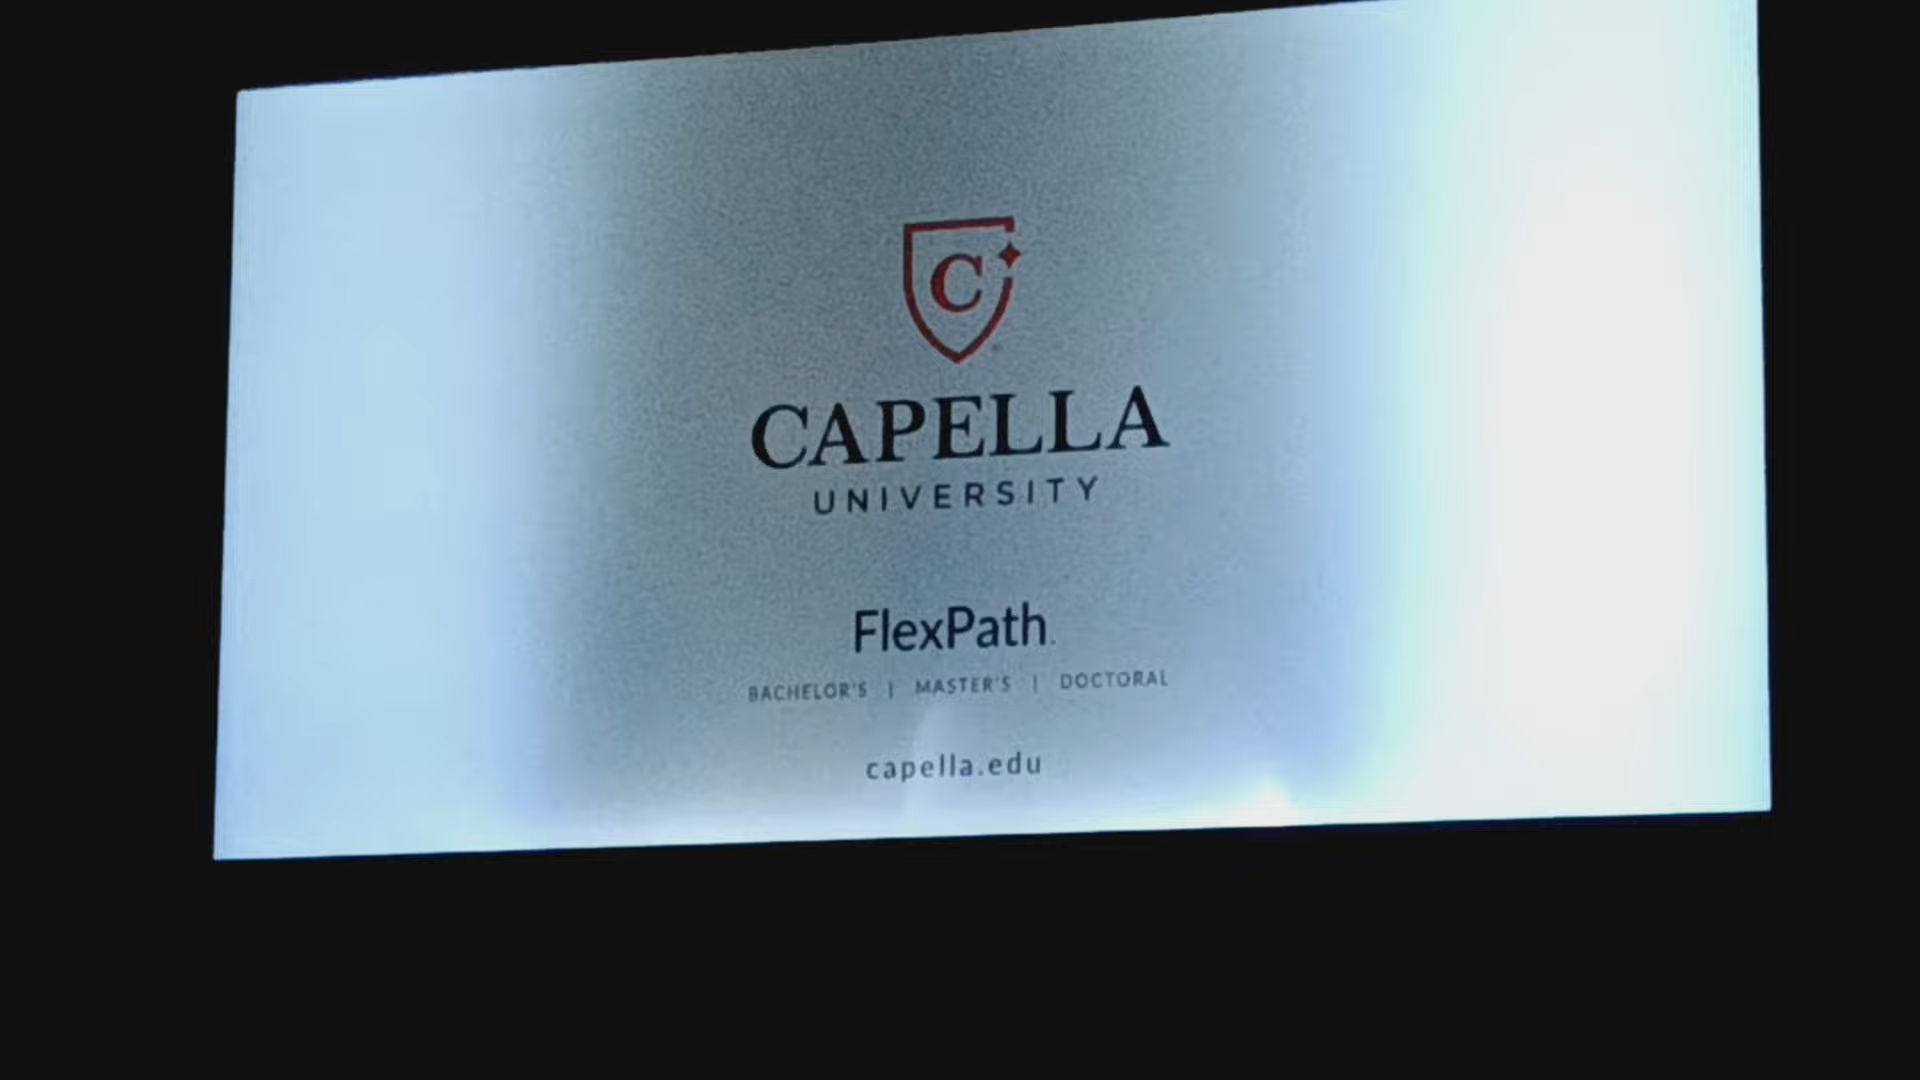 C
CAPELLA
UNIVERSITY
FlexPath.
BACHELOR'S | MASTER'S | DOCTORAL
capella.edu